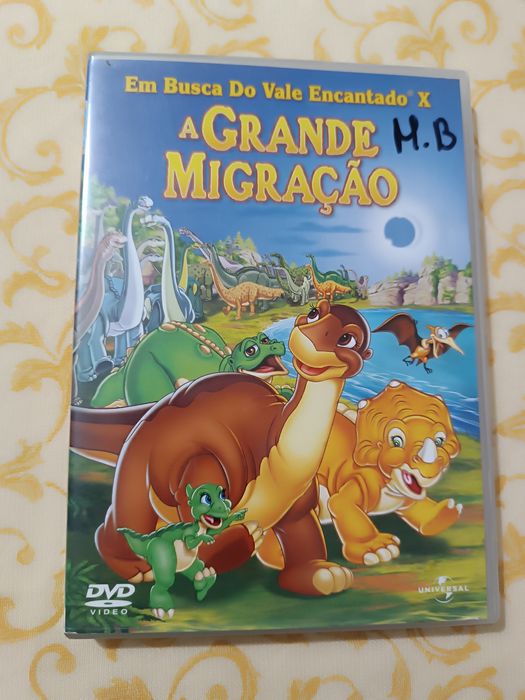 Em Busca Do Vale Encantado® X
A GRANDE
MIGRAÇÃO
M.B
DVD
VIDEO
UNIVERSAL